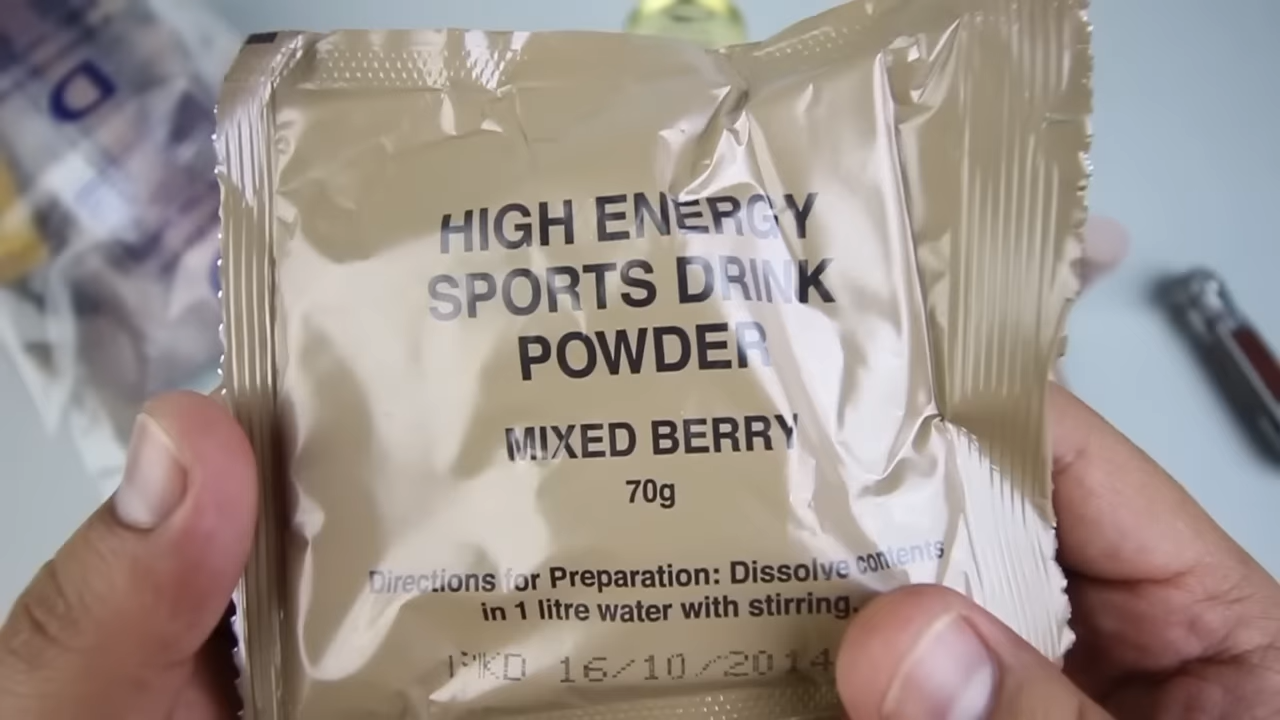 HIGH ENERGY
SPORTS DRINK
POWDER
MIXED BERRY
70g
Directions for Preparation: Dissolve contents
in 1 litre water with stirring.
PKD 16/10/2014
D